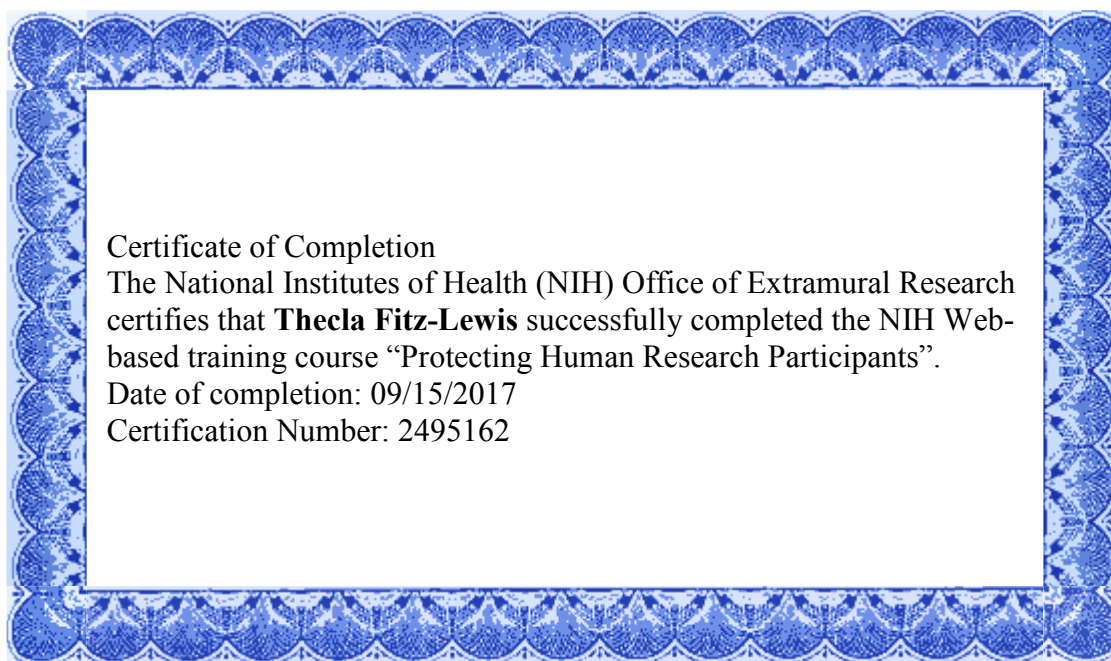 Certificate of Completion
The National Institutes of Health (NIH) Office of Extramural Research
certifies that Thecla Fitz-Lewis successfully completed the NIH Web-
based training course “Protecting Human Research Participants”.
Date of completion: 09/15/2017
Certification Number: 2495162